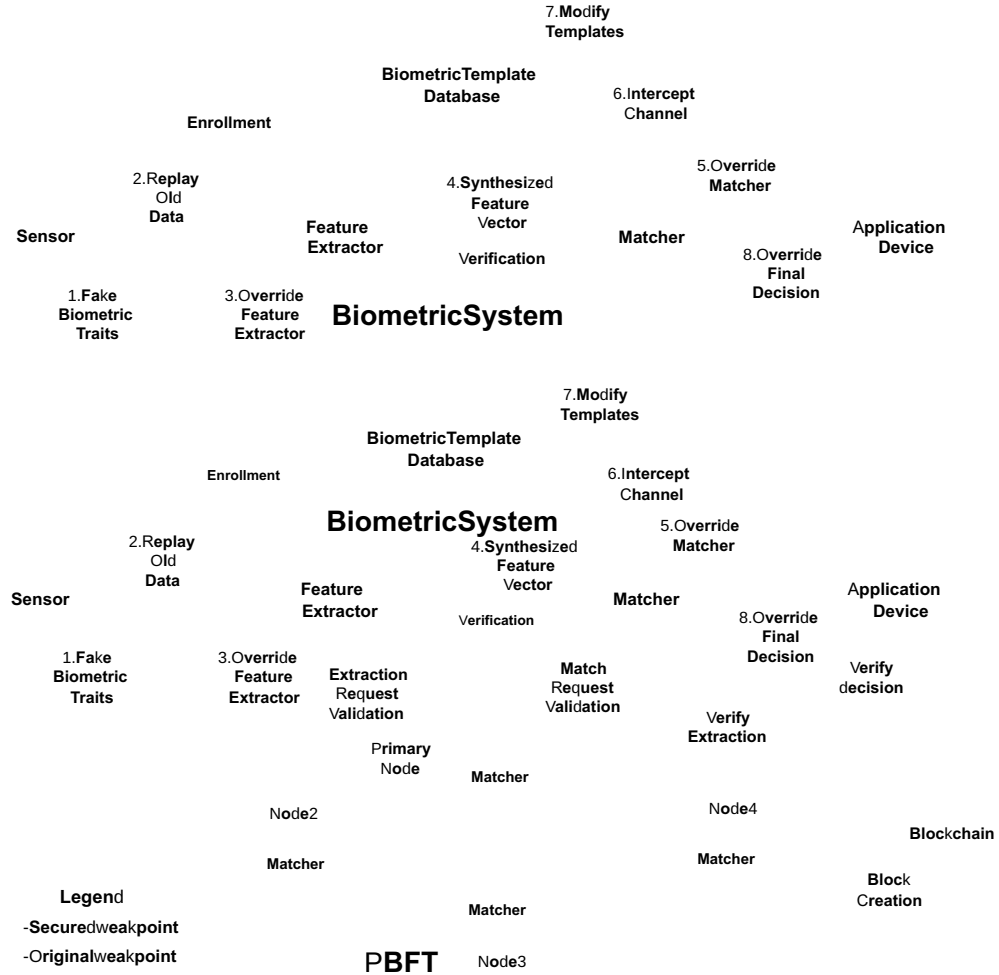 7.Modify
Templates
BiometricTemplate
Database
6.Intercept
Channel
Enrollment
5.Override
Matcher
2.Replay
Old
Data
4.Synthesized
Feature
Vector
Sensor
Feature
Extractor
Matcher
Application
Device
Verification
8.Override
Final
Decision
1.Fake
Biometric
Traits
3.Override
Feature
Extractor
BiometricSystem
7.Modify
Templates
BiometricTemplate
Database
Enrollment
6.Intercept
Channel
BiometricSystem
5.Override
Matcher
2.Replay
Old
Data
4.Synthesized
Feature
Vector
Sensor
Feature
Extractor
Matcher
Application
Device
Verification
8.Override
Final
Decision
1.Fake
Biometric
Traits
3.Override
Feature
Extractor
Extraction
Request
Validation
Match
Request
Validation
Verify
decision
Verify
Extraction
Primary
Node
Matcher
Node2
Node4
Blockchain
Matcher
Matcher
Block
Creation
Legend
-Securedweakpoint
-Originalweakpoint
Matcher
PBFT
Node3